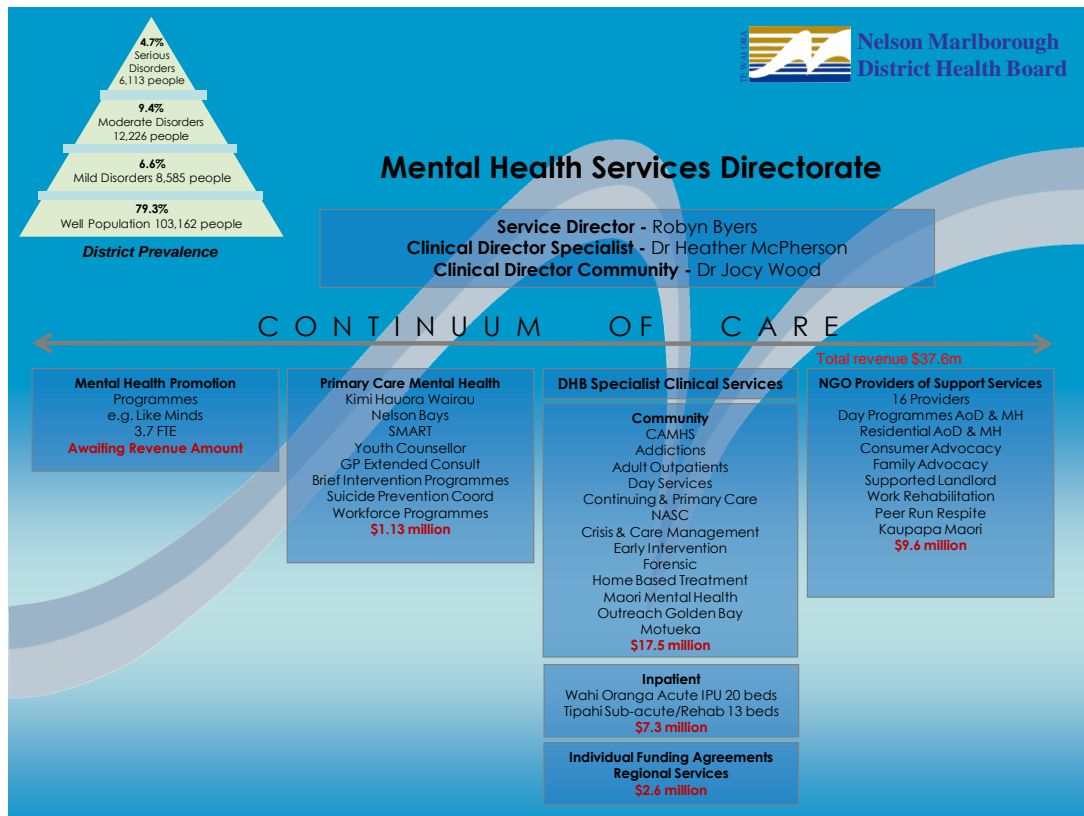 4.7%
Serious
Disorders
6,113 people
9.4%
Moderate Disorders
12,226 people
6.6%
Mild Disorders 8,585 people
79.3%
Well Population 103,162 people
District Prevalence
TE WAI ORA
Nelson Marlborough
District Health Board
Mental Health Services Directorate
Service Director - Robyn Byers
Clinical Director Specialist - Dr Heather McPherson
Clinical Director Community - Dr Jocy Wood
CONTINUUM OF CARE
Total revenue $37.6m
Mental Health Promotion
Programmes
e.g. Like Minds
3.7 FTE
Awaiting Revenue Amount
Primary Care Mental Health
Kimi Hauora Wairau
Nelson Bays
SMART
Youth Counsellor
GP Extended Consult
Brief Intervention Programmes
Suicide Prevention Coord
Workforce Programmes
$1.13 million
DHB Specialist Clinical Services
Community
CAMHS
Addictions
Adult Outpatients
Day Services
Continuing & Primary Care
NASC
Crisis & Care Management
Early Intervention
Forensic
Home Based Treatment
Maori Mental Health
Outreach Golden Bay
Motueka
$17.5 million
Inpatient
Wahi Oranga Acute IPU 20 beds
Tipahi Sub-acute/Rehab 13 beds
$7.3 million
Individual Funding Agreements
Regional Services
$2.6 million
NGO Providers of Support Services
16 Providers
Day Programmes AoD & MH
Residential AoD & MH
Consumer Advocacy
Family Advocacy
Supported Landlord
Work Rehabilitation
Peer Run Respite
Kaupapa Maori
$9.6 million